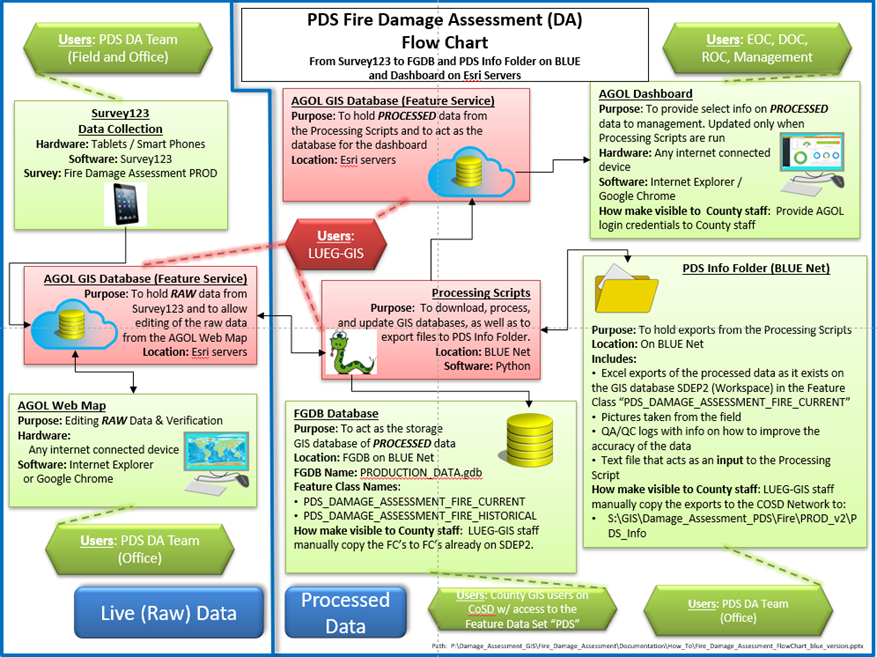 PDS Fire Damage Assessment (DA)
Flow Chart
From Survey123 to FGDB and PDS Info Folder on BLUE
and Dashboard on Esri Servers
Users: PDS DA Team
(Field and Office)
Survey123
Data Collection
Hardware: Tablets / Smart Phones
Software: Survey123
Survey: Fire Damage Assessment PROD
AGOL GIS Database (Feature Service)
Purpose: To hold RAW data from
Survey123 and to allow
editing of the raw data
from the AGOL Web Map
Location: Esri servers
AGOL Web Map
Purpose: Editing RAW Data & Verification
Hardware:
Any internet connected device
Software: Internet Explorer
or Google Chrome
Users: PDS DA Team
(Office)
Live (Raw) Data
AGOL GIS Database (Feature Service)
Purpose: To hold PROCESSED data from
the Processing Scripts and to act as the
database for the dashboard
Location: Esri servers
Users:
LUEG-GIS
Processing Scripts
Purpose: To download, process,
and update GIS databases, as well as to
export files to PDS Info Folder.
Location: BLUE Net
Software: Python
FGDB Database
Purpose: To act as the storage
GIS database of PROCESSED data
Location: FGDB on BLUE Net
FGDB Name: PRODUCTION_DATA.gdb
Feature Class Names:
• PDS_DAMAGE_ASSESSMENT_FIRE_CURRENT
• PDS_DAMAGE_ASSESSMENT_FIRE_HISTORICAL
How make visible to County staff: LUEG-GIS staff
manually copy the FC's to FC's already on SDEP2.
Processed
Data
Users: County GIS users on
CoSD w/ access to the
Feature Data Set "PDS"
Users: EOC, DOC,
ROC, Management
AGOL Dashboard
Purpose: To provide select info on PROCESSED
data to management. Updated only when
Processing Scripts are run
Hardware: Any internet connected
device
Software: Internet Explorer /
Google Chrome
How make visible to County staff: Provide AGOL
login credentials to County staff
PDS Info Folder (BLUE Net)
Purpose: To hold exports from the Processing Scripts
Location: On BLUE Net
Includes:
• Excel exports of the processed data as it exists on
the GIS database SDEP2 (Workspace) in the Feature
Class “PDS_DAMAGE_ASSESSMENT_FIRE_CURRENT”
• Pictures taken from the field
• QA/QC logs with info on how to improve the
accuracy of the data
• Text file that acts as an input to the Processing
Script
How make visible to County staff: LUEG-GIS staff
manually copy the exports to the COSD Network to:
• S:\GIS\Damage_Assessment_PDS\Fire\PROD_v2\P
DS_Info
Users: PDS DA Team
(Office)
Path: P:\Damage_Assessment_GIS\Fire_Damage_Assessment\Documentation\How_To\Fire_Damage_Assessment_FlowChart_blue_version.pptx